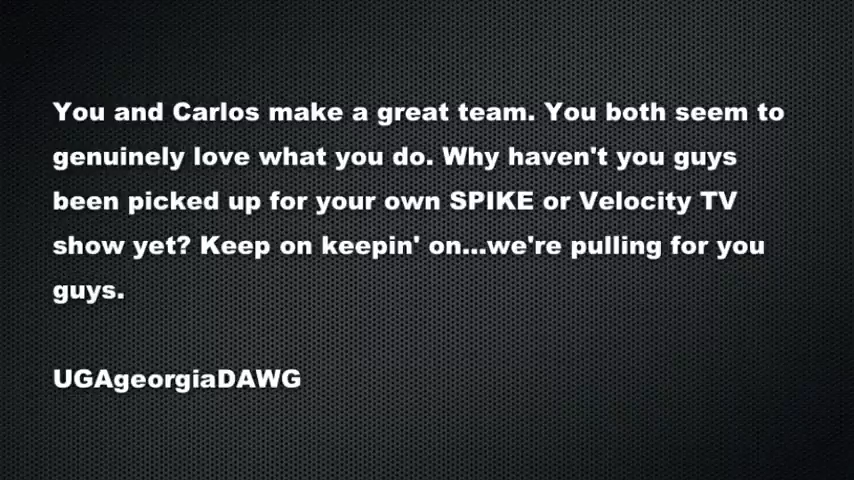 You and Carlos make a great team. You both seem to
genuinely love what you do. Why haven't you guys
been picked up for your own SPIKE or Velocity TV
show yet? Keep on keepin' on...we're pulling for you
guys.
UGAgeorgiaDAWG